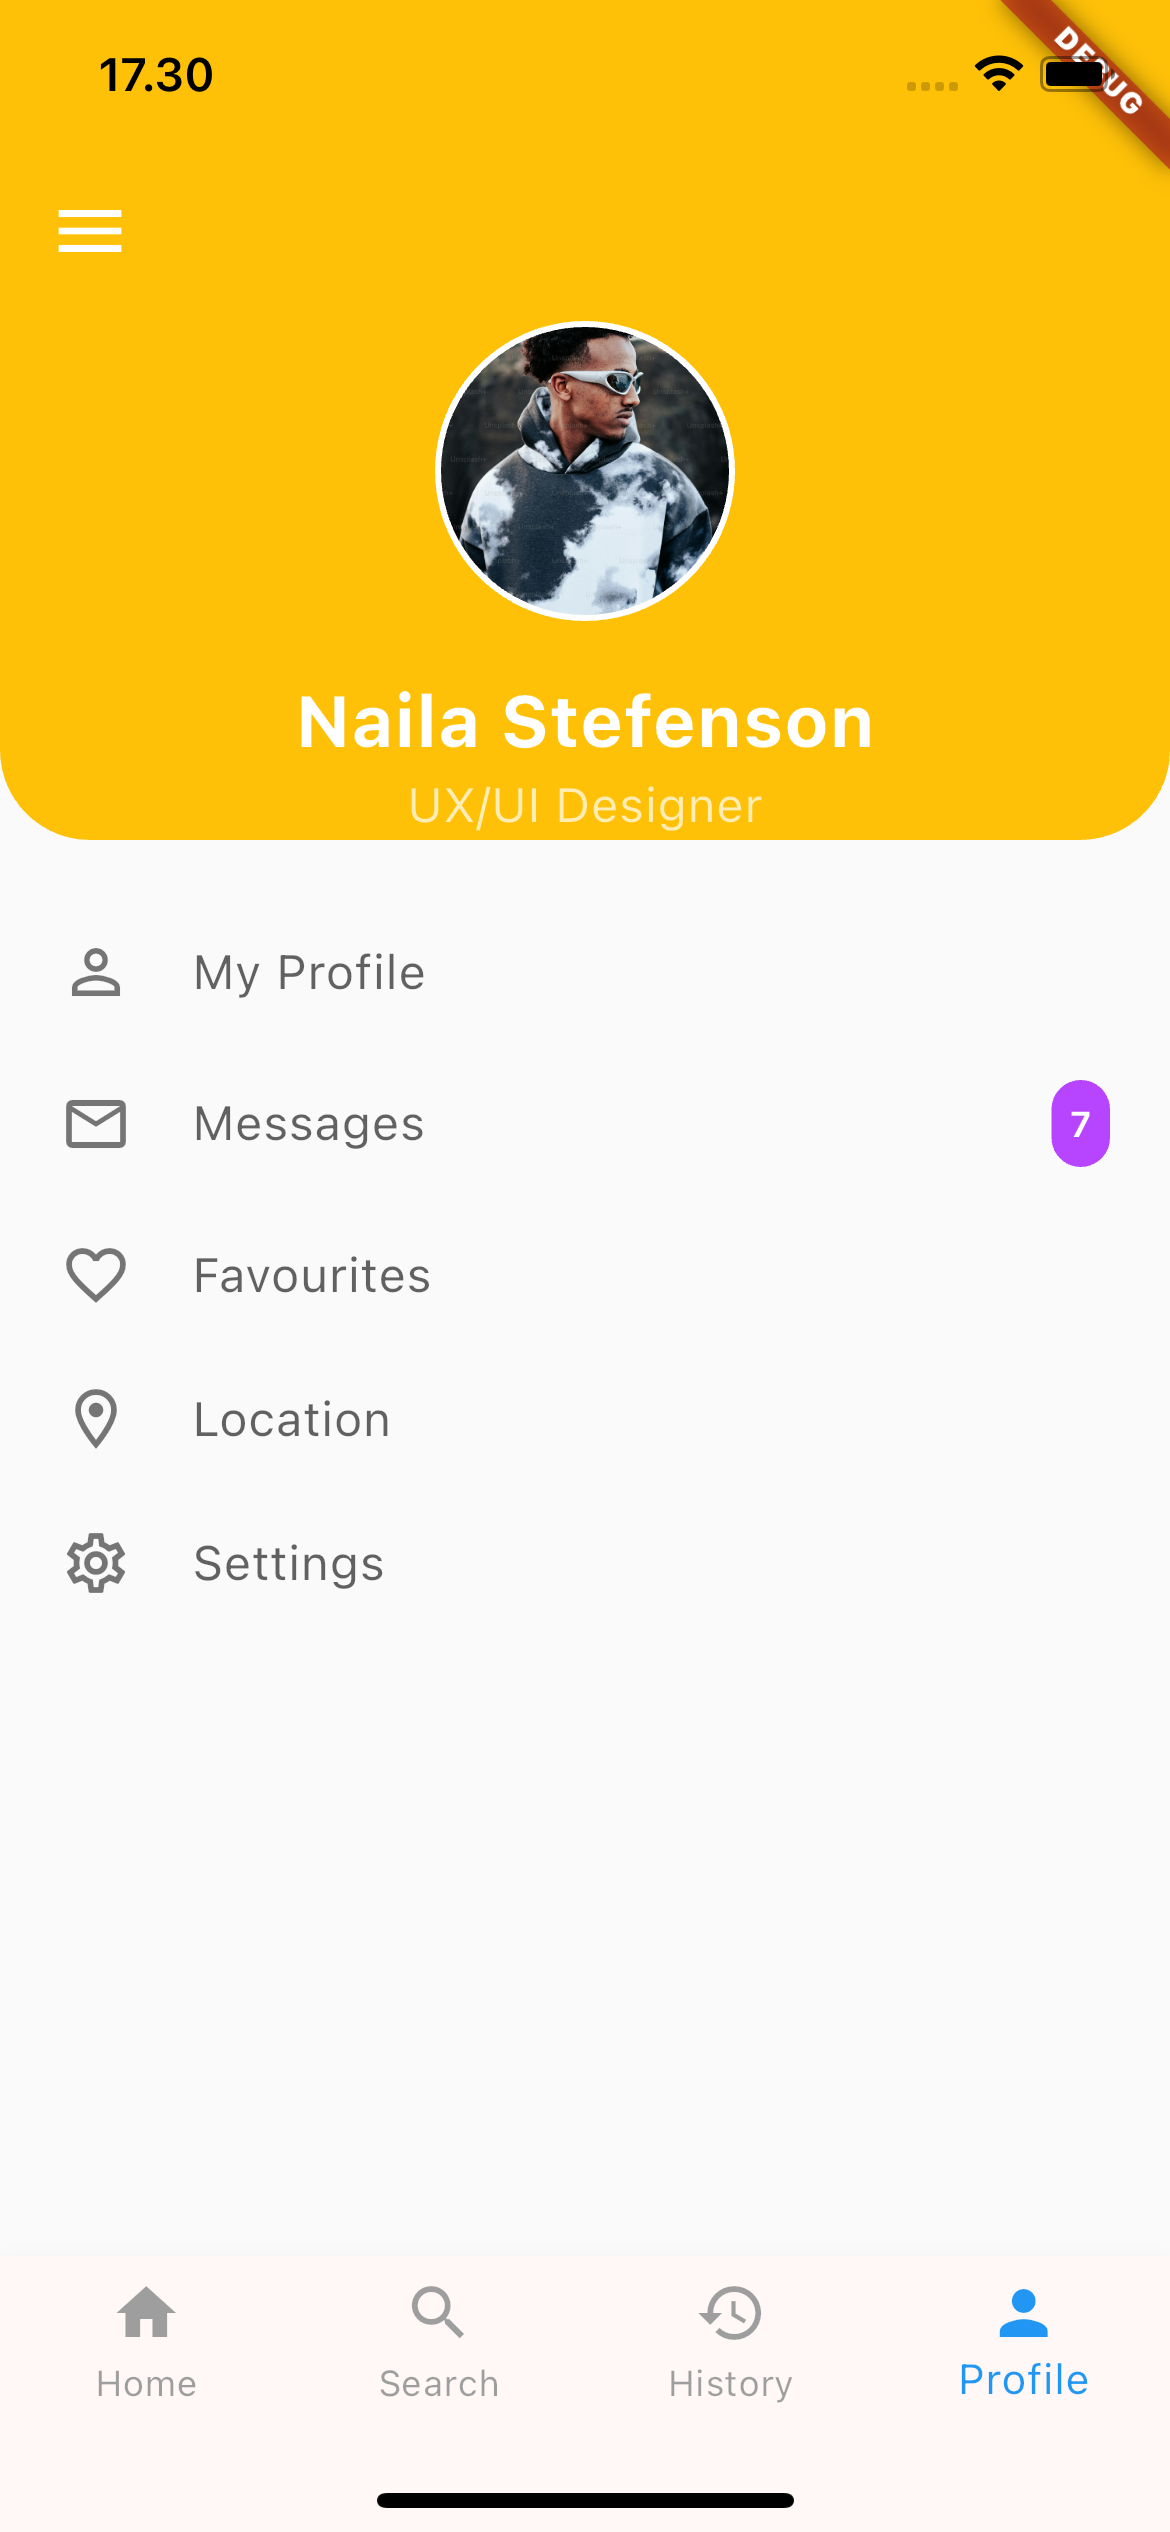 17.30
DEBUG
Naila Stefenson
UX/UI Designer
My Profile
Messages
7
Favourites
Location
Settings
Home
Search
History
Profile